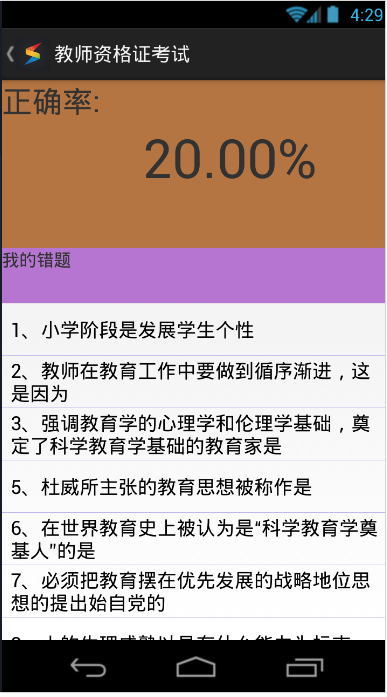 4:29
教师资格证考试
正确率:
20.00%
我的错题
1、小学阶段是发展学生个性
2、教师在教育工作中要做到循序渐进，这
是因为
3、强调教育学的心理学和伦理学基础，奠
定了科学教育学基础的教育家是
5、杜威所主张的教育思想被称作是
6、在世界教育史上被认为是“科学教育学奠
基人”的是
7、必须把教育摆在优先发展的战略地位思
想的提出始自党的